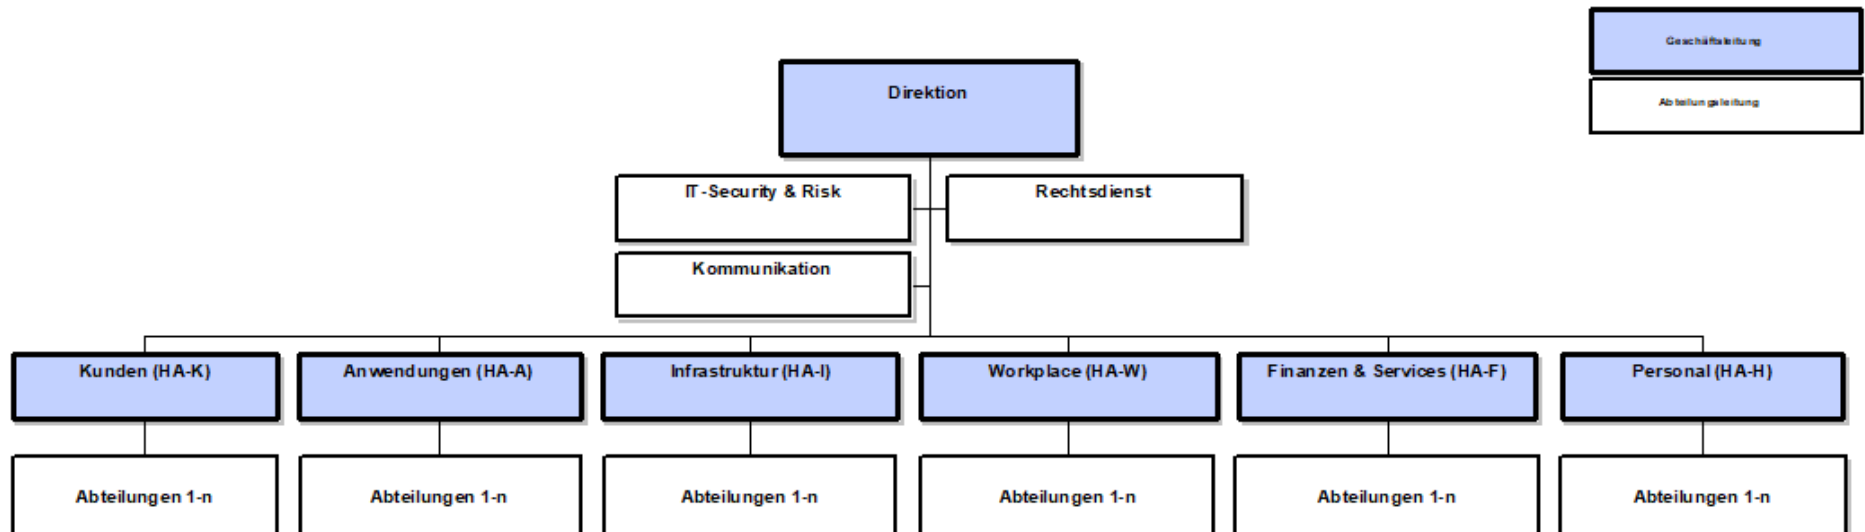 Geschäftsleitung
Abteilungsleitung
Direktion
IT-Security & Risk
Rechtsdienst
Kommunikation
Kunden (HA-K)
Anwendungen (HA-A)
Infrastruktur (HA-I)
Workplace (HA-W)
Finanzen & Services (HA-F)
Personal (HA-H)
Abteilungen 1-n
Abteilungen 1-n
Abteilungen 1-n
Abteilungen 1-n
Abteilungen 1-n
Abteilungen 1-n